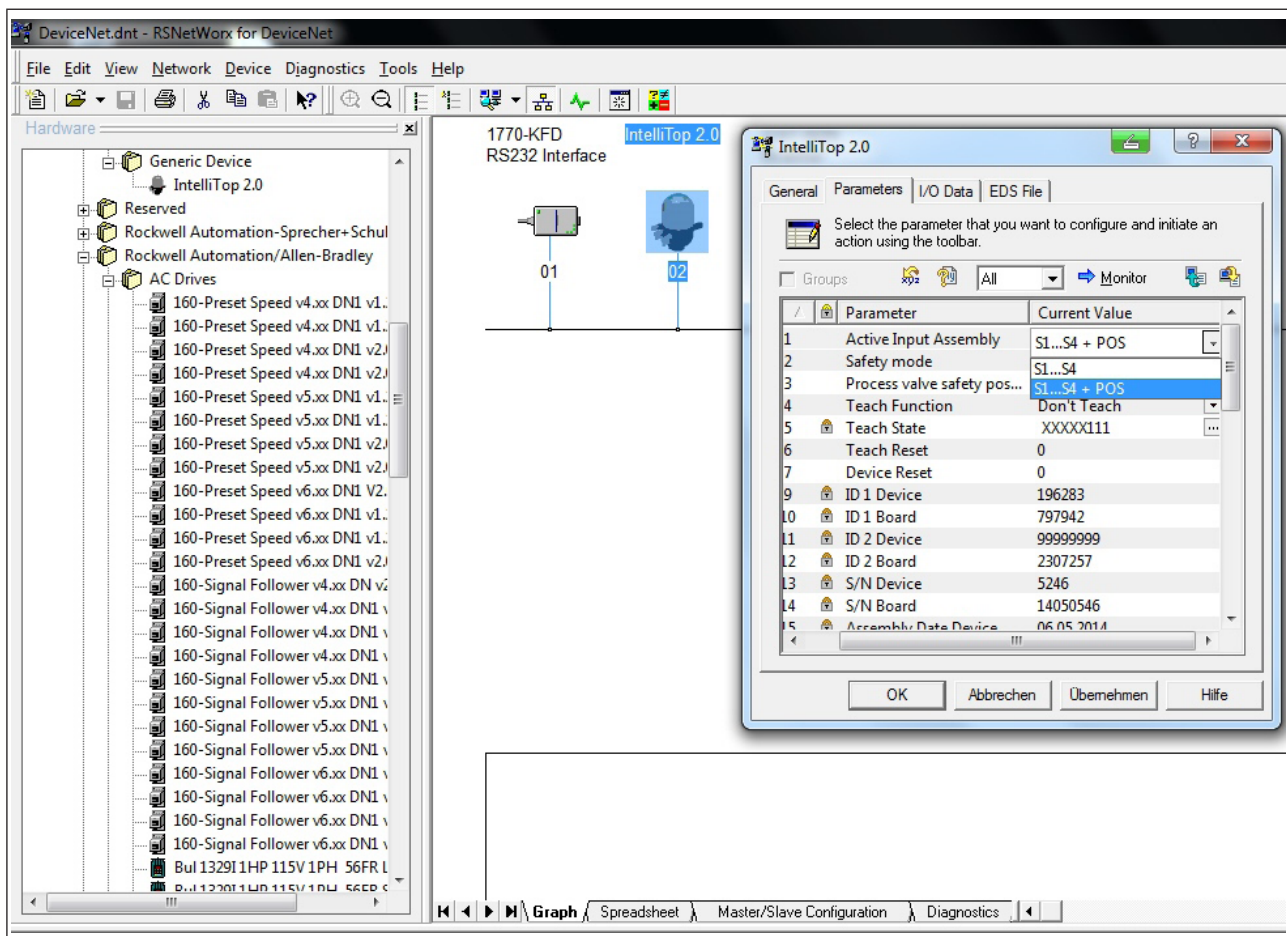 DeviceNet.dnt - RSNetWorx for DeviceNet
File Edit View Network Device Diagnostics Tools Help
Hardware
Generic Device
IntelliTop 2.0
Reserved
Rockwell Automation-Sprecher+Schul
Rockwell Automation/Allen-Bradley
AC Drives
160-Preset Speed v4.xx DN1 v1.
160-Preset Speed v4.xx DN1 v1.
160-Preset Speed v4.xx DN1 v2.
160-Preset Speed v4.xx DN1 v2.
160-Preset Speed v5.xx DN1 v1.
160-Preset Speed v5.xx DN1 v1.
160-Preset Speed v5.xx DN1 v2.
160-Preset Speed v5.xx DN1 v2.
160-Preset Speed v6.xx DN1 V2.
160-Preset Speed v6.xx DN1 v1.
160-Preset Speed v6.xx DN1 v1.
160-Preset Speed v6.xx DN1 v2.
160-Signal Follower v4.xx DN v2
160-Signal Follower v4.xx DN1 v
160-Signal Follower v4.xx DN1 v
160-Signal Follower v4.xx DN1 v
160-Signal Follower v5.xx DN1 v
160-Signal Follower v5.xx DN1 v
160-Signal Follower v5.xx DN1 v
160-Signal Follower v5.xx DN1 v
160-Signal Follower v6.xx DN1 v
160-Signal Follower v6.xx DN1 v
160-Signal Follower v6.xx DN1 v
160-Signal Follower v6.xx DN1 v
Bul 1329I 1HP 115V 1PH 56FR L
Bul 1329I 1HP 115V 1PH 56FR S
1770-KFD
RS232 Interface
IntelliTop 2.0
01
02
IntelliTop 2.0
General Parameters I/O Data EDS File
Select the parameter that you want to configure and initiate an
action using the toolbar.
Groups xyz All Monitor
Parameter Current Value
1 Active Input Assembly S1...S4 + POS
2 Safety mode S1...S4
3 Process valve safety pos... S1...S4 + POS
4 Teach Function Don't Teach
5 Teach State XXXXX111 ...
6 Teach Reset 0
7 Device Reset 0
9 ID 1 Device 196283
10 ID 1 Board 797942
11 ID 2 Device 99999999
12 ID 2 Board 2307257
13 S/N Device 5246
14 S/N Board 14050546
15 Assembly Date Device 06.05.2014
OK Abbrechen Übernehmen Hilfe
Graph Spreadsheet Master/Slave Configuration Diagnostics